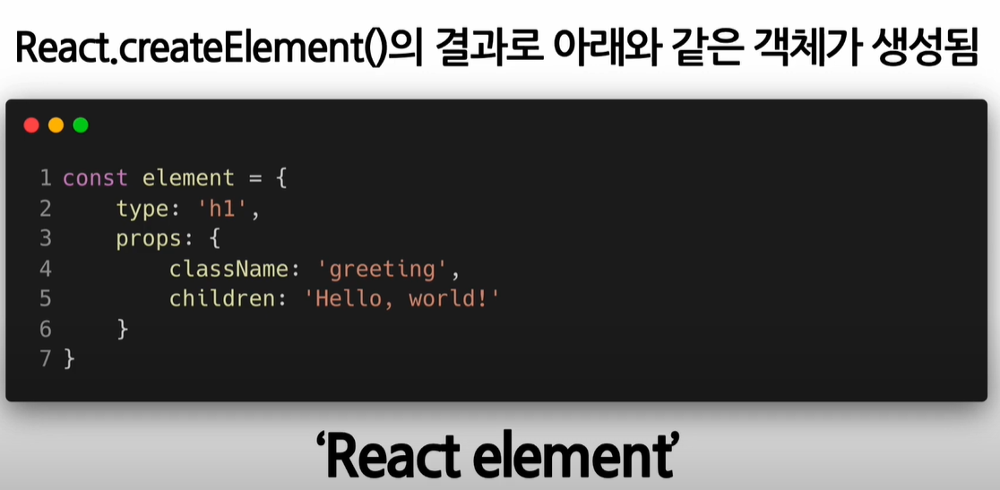 React.createElement()의 결과로 아래와 같은 객체가 생성됨
1 const element = {
2     type: 'h1',
3     props: {
4         className: 'greeting',
5         children: 'Hello, world!'
6     }
7 }
‘React element’